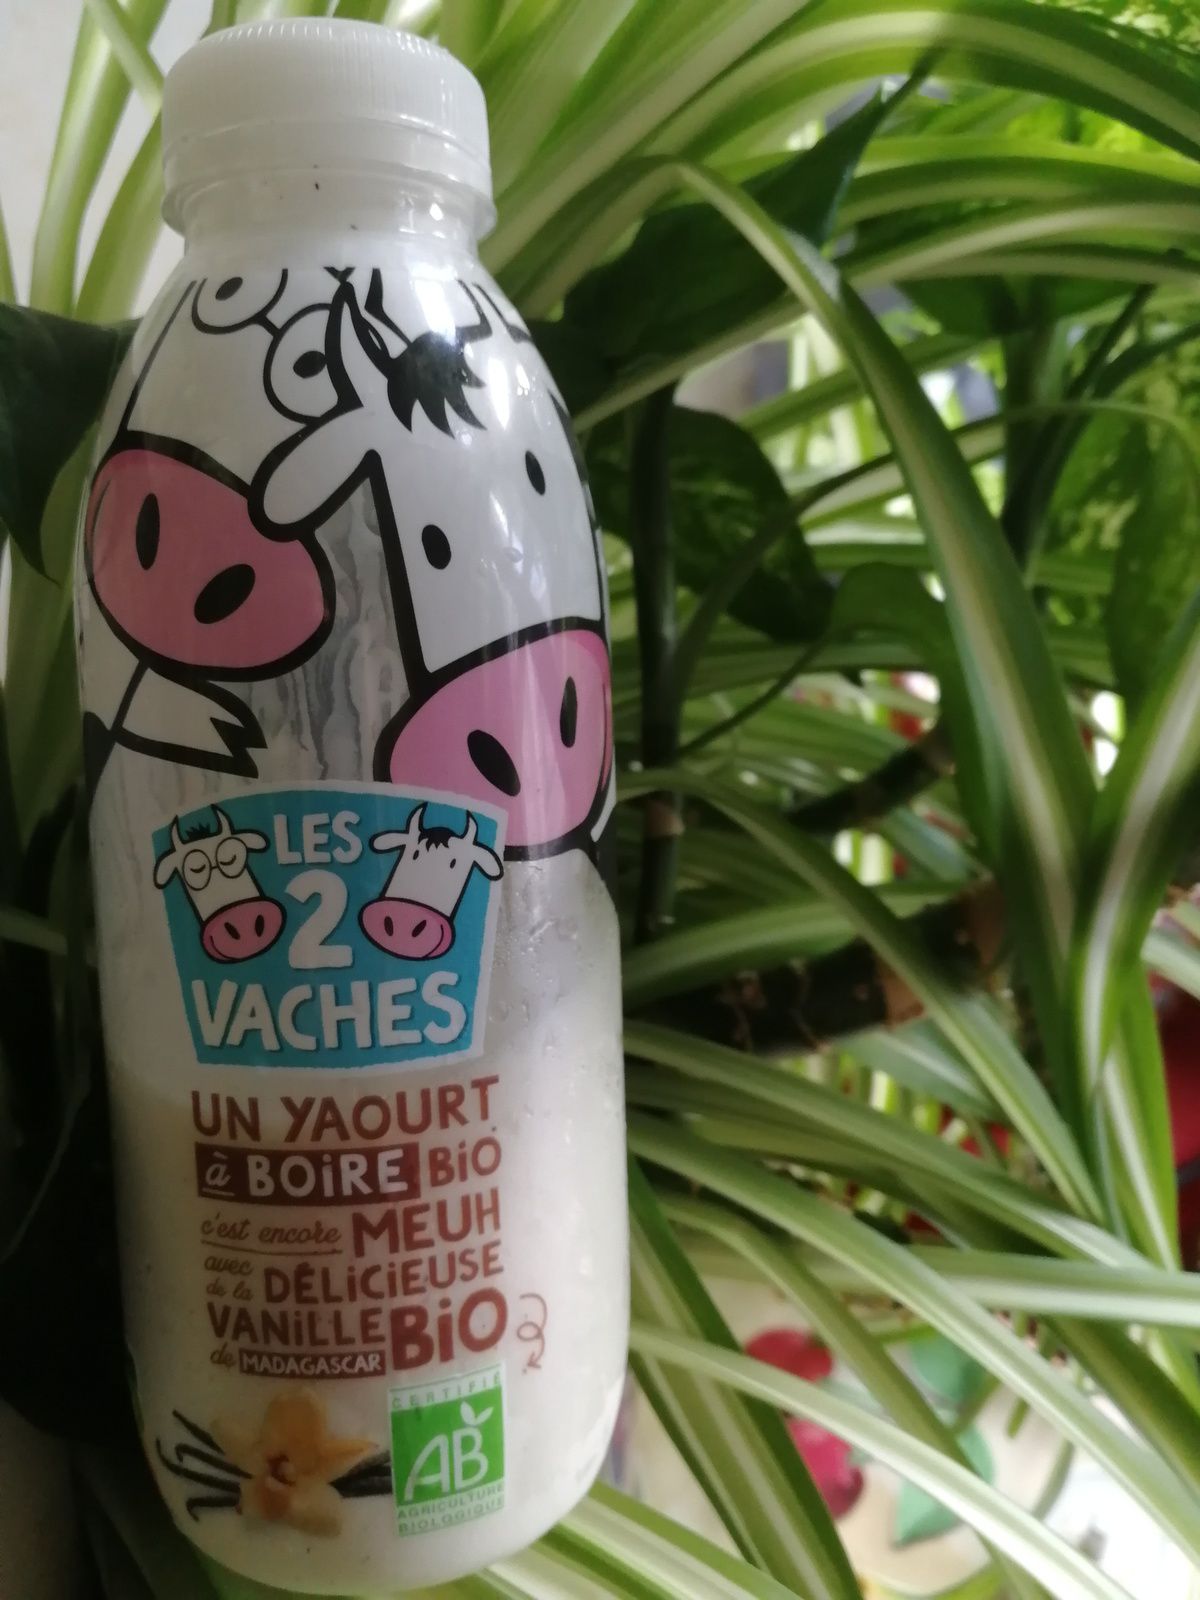 LES
2
VACHES
UN YAOURT
à BOiRE BiO
c'est encore MEUH
avec de la DÉLiCiEUSE
VANiLLE BiO
de MADAGASCAR
CERTIFIÉ
AB
AGRICULTURE
BIOLOGIQUE